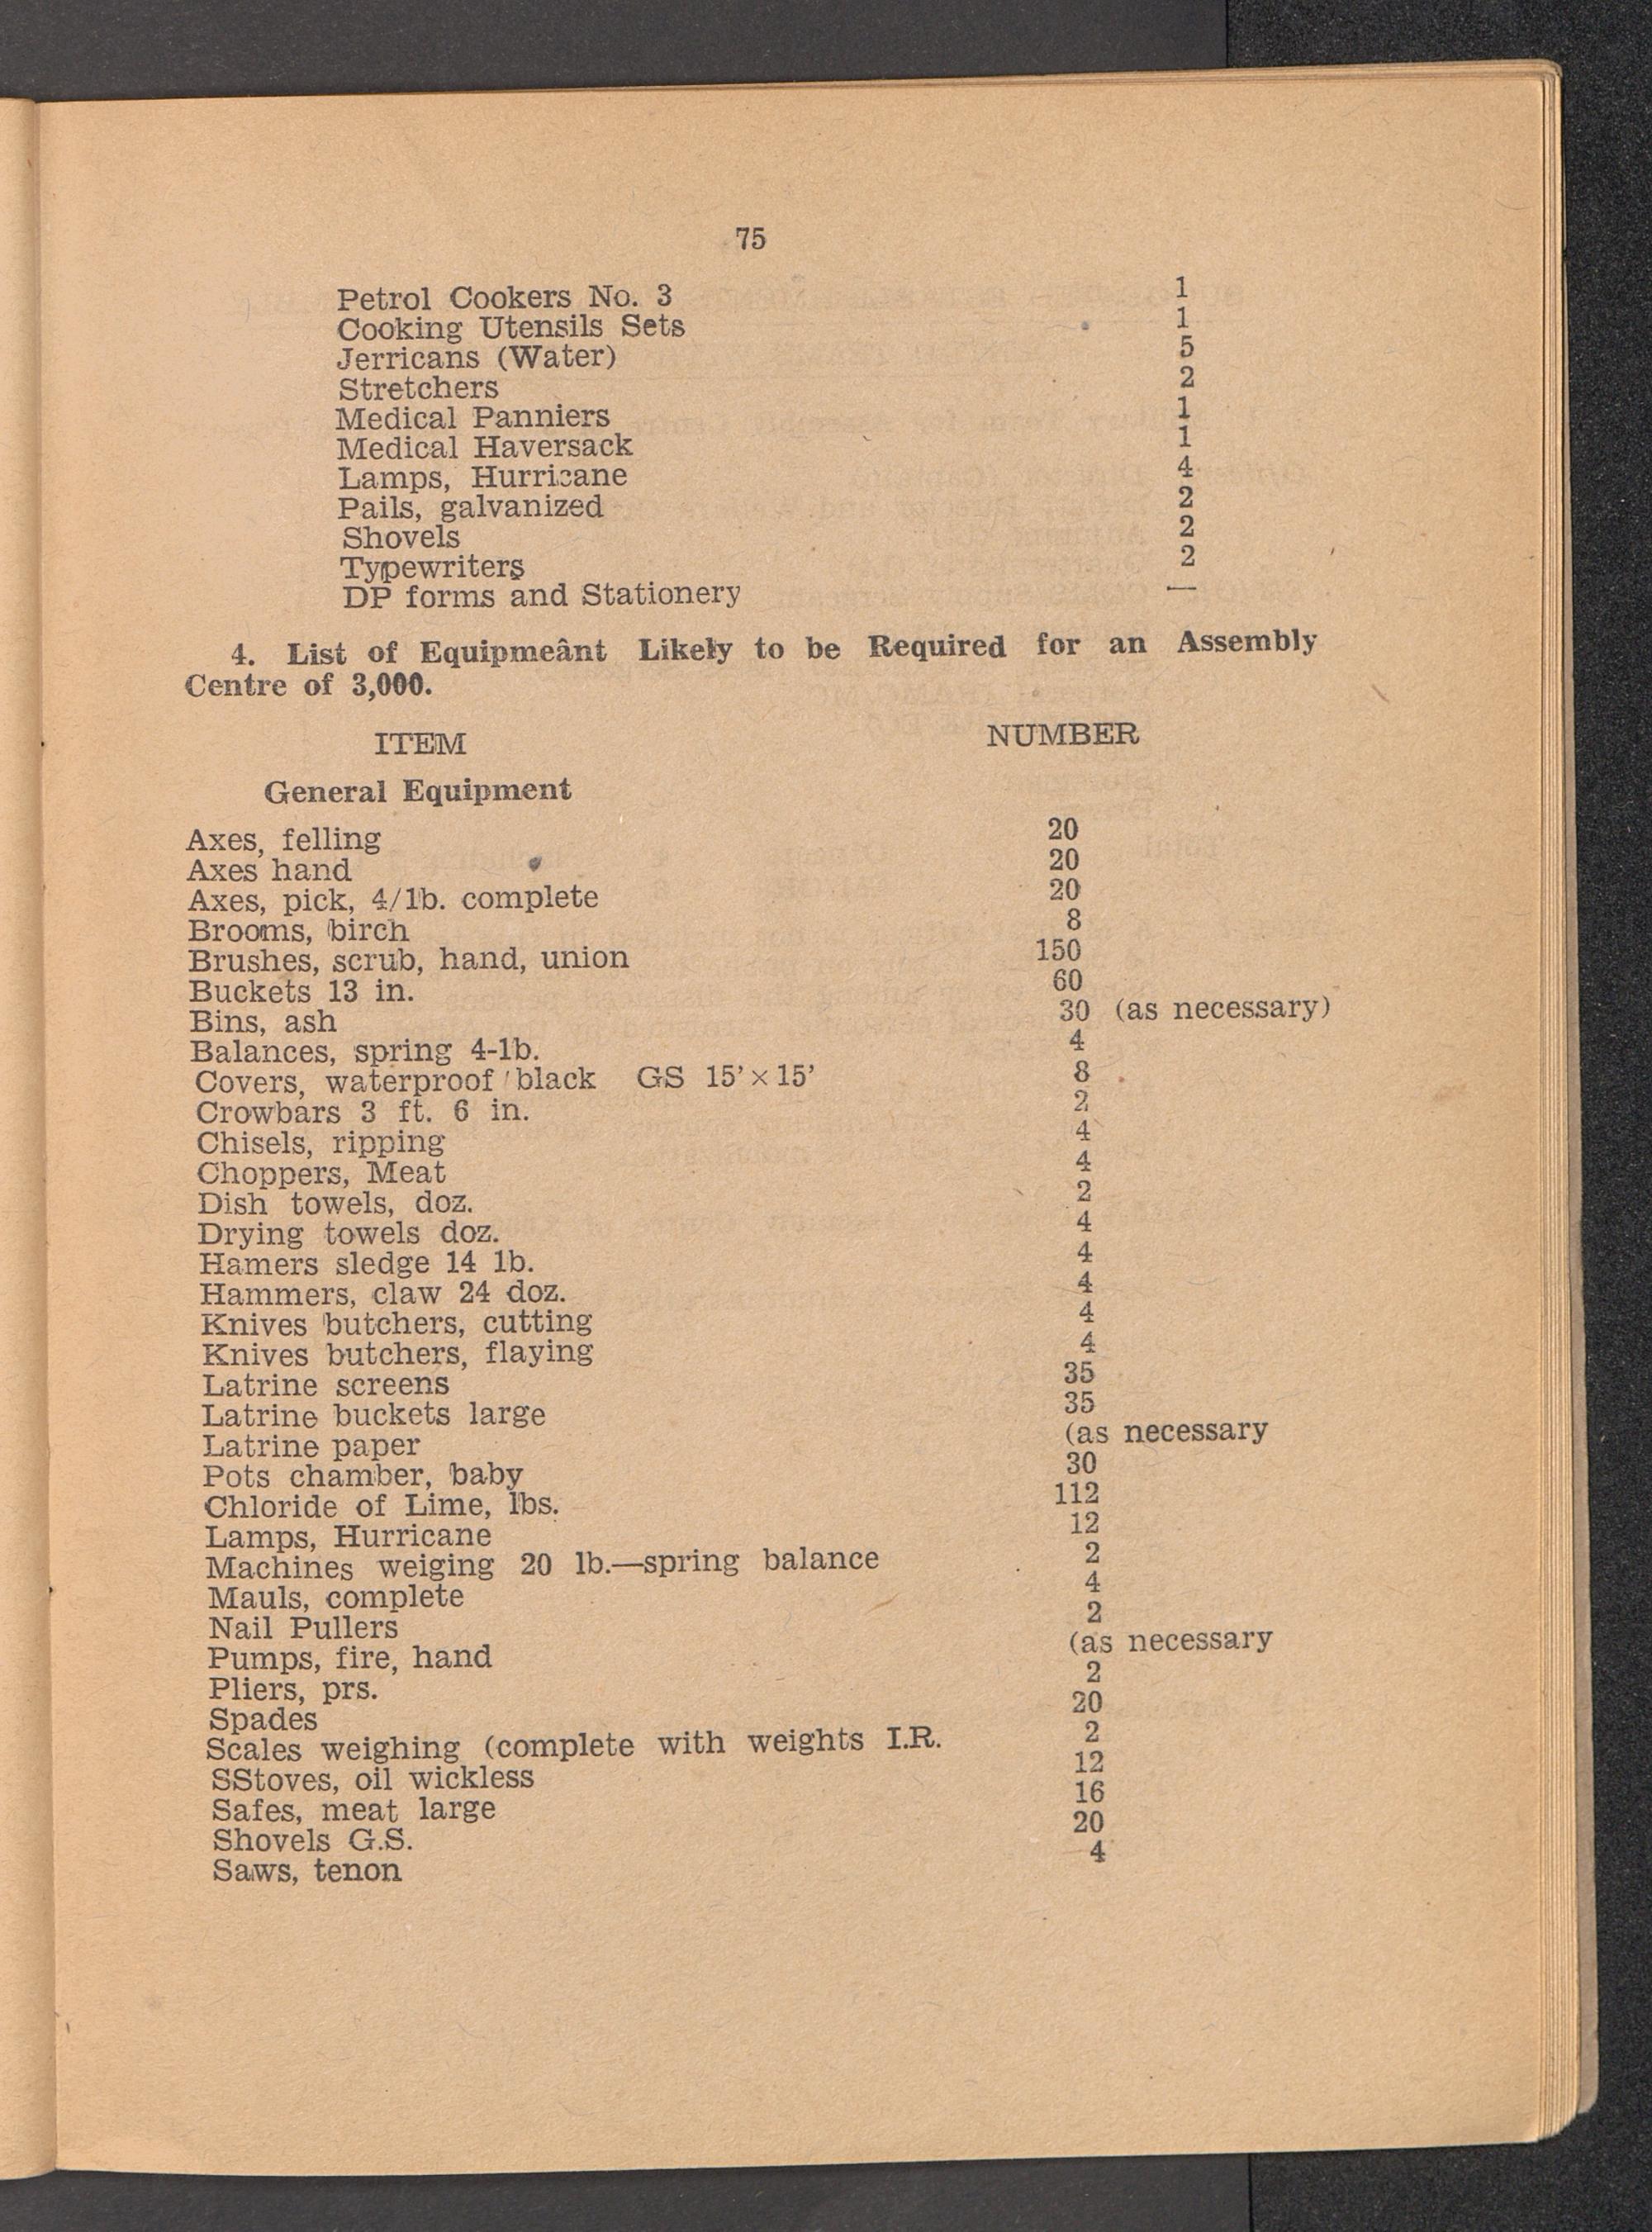 75
Petrol Cookers No. 3 1
Cooking Utensils Sets 1
Jerricans (Water) 5
Stretchers 2
Medical Panniers 1
Medical Haversack 1
Lamps, Hurricane 4
Pails, galvanized 2
Shovels 2
Typewriters 2
DP forms and Stationery —
4. List of Equipmeânt Likely to be Required for an Assembly
Centre of 3,000.
ITEM NUMBER
General Equipment
Axes, felling 20
Axes hand 20
Axes, pick, 4/1b. complete 20
Brooms, birch 8
Brushes, scrub, hand, union 150
Buckets 13 in. 60
Bins, ash 30 (as necessary)
Balances, spring 4-1b. 4
Covers, waterproof black GS 15’×15’ 8
Crowbars 3 ft. 6 in. 2
Chisels, ripping 4
Choppers, Meat 4
Dish towels, doz. 2
Drying towels doz. 4
Hamers sledge 14 1b. 4
Hammers, claw 24 doz. 4
Knives butchers, cutting 4
Knives butchers, flaying 4
Latrine screens 35
Latrine buckets large 35
Latrine paper (as necessary
Pots chamber, baby 30
Chloride of Lime, lbs. 112
Lamps, Hurricane 12
Machines weiging 20 1b.—spring balance 2
Mauls, complete 4
Nail Pullers 2
Pumps, fire, hand (as necessary
Pliers, prs. 2
Spades 20
Scales weighing (complete with weights I.R. 2
SStoves, oil wickless 12
Safes, meat large 16
Shovels G.S. 20
Saws, tenon 4